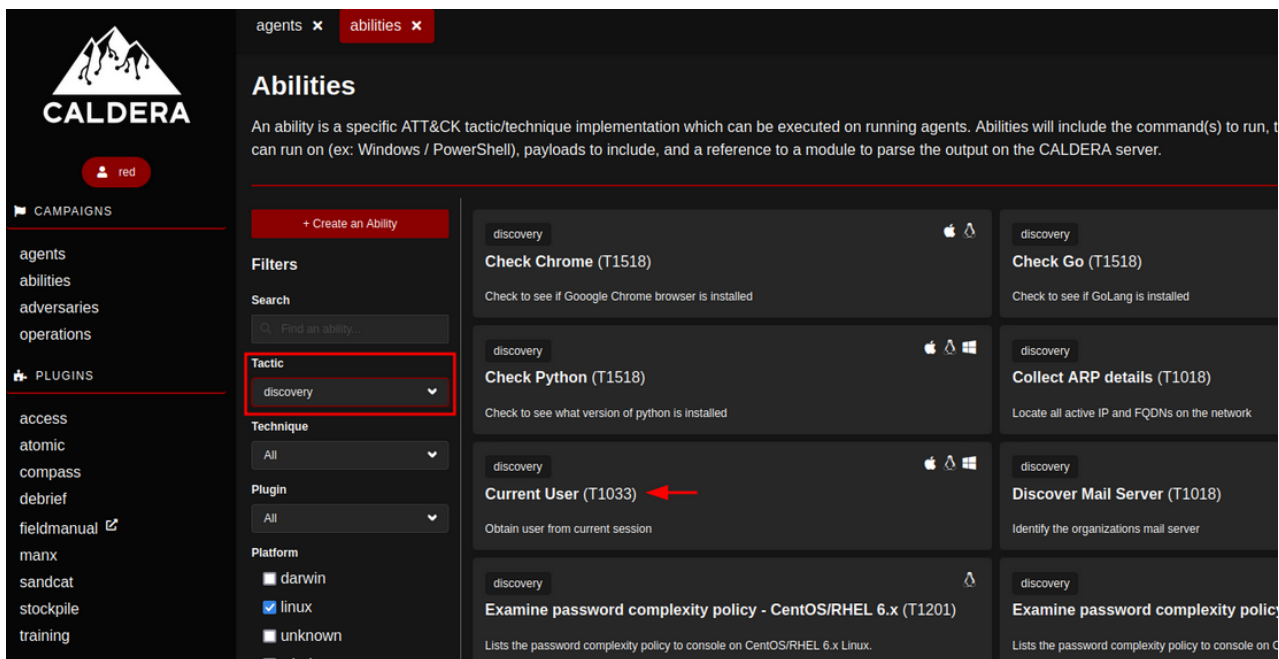 agents × abilities ×
CALDERA
red
CAMPAIGNS
agents
abilities
adversaries
operations
PLUGINS
access
atomic
compass
debrief
fieldmanual
manx
sandcat
stockpile
training
Abilities
An ability is a specific ATT&CK tactic/technique implementation which can be executed on running agents. Abilities will include the command(s) to run, t
can run on (ex: Windows / PowerShell), payloads to include, and a reference to a module to parse the output on the CALDERA server.
+ Create an Ability
Filters
Search
Find an ability...
Tactic
discovery
Technique
All
Plugin
All
Platform
darwin
linux
unknown
discovery
Check Chrome (T1518)
Check to see if Gooogle Chrome browser is installed
discovery
Check Go (T1518)
Check to see if GoLang is installed
discovery
Check Python (T1518)
Check to see what version of python is installed
discovery
Collect ARP details (T1018)
Locate all active IP and FQDNs on the network
discovery
Current User (T1033)
Obtain user from current session
discovery
Discover Mail Server (T1018)
Identify the organizations mail server
discovery
Examine password complexity policy - CentOS/RHEL 6.x (T1201)
Lists the password complexity policy to console on CentOS/RHEL 6.x Linux.
discovery
Examine password complexity policy
Lists the password complexity policy to console on C